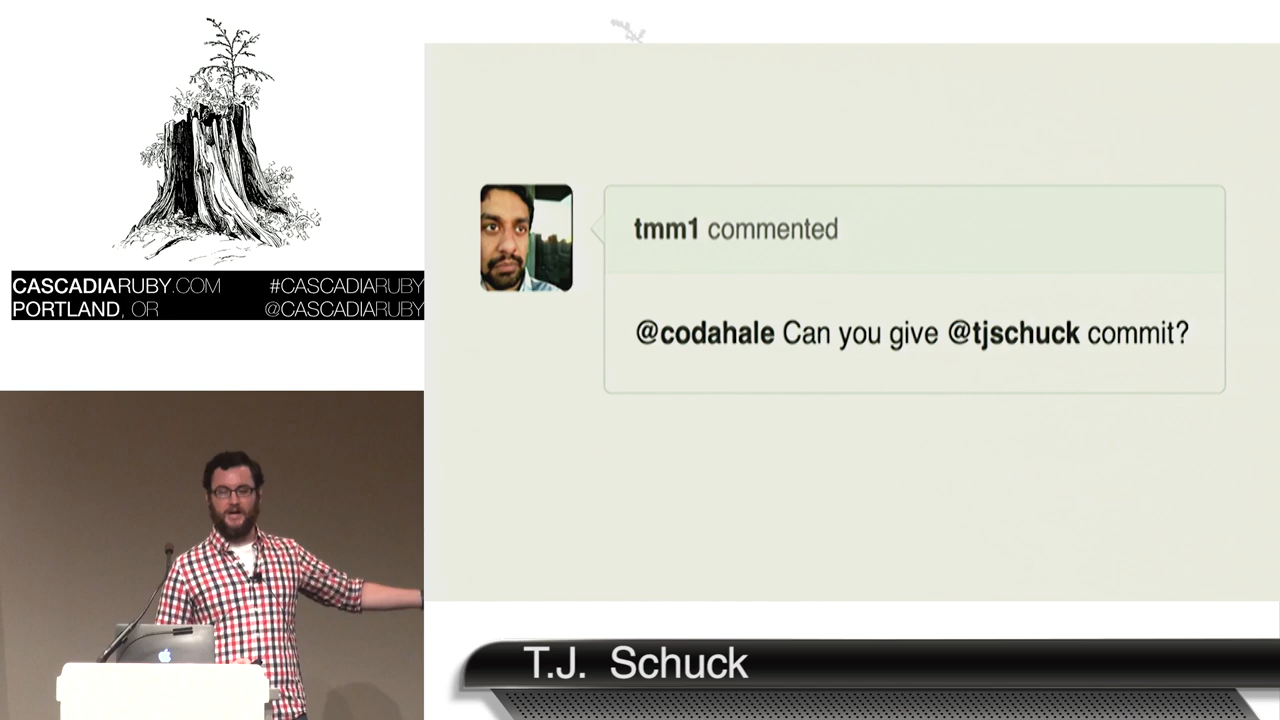 CASCADIARUBY.COM #CASCADIARUBY
PORTLAND, OR @CASCADIARUBY
tmm1 commented
@codahale Can you give @tjschuck commit?
T.J. Schuck